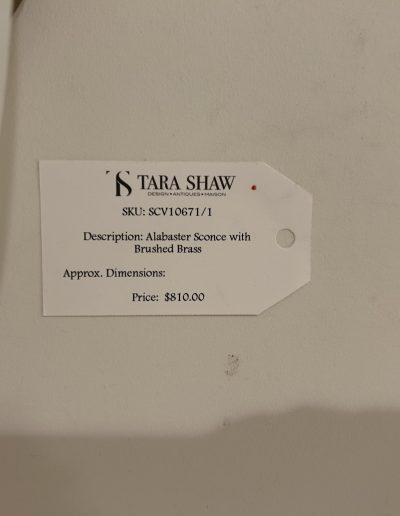 TS TARA SHAW
DESIGN • ANTIQUES • MAISON
SKU: SCV10671/1
Description: Alabaster Sconce with
Brushed Brass
Approx. Dimensions:
Price: $810.00